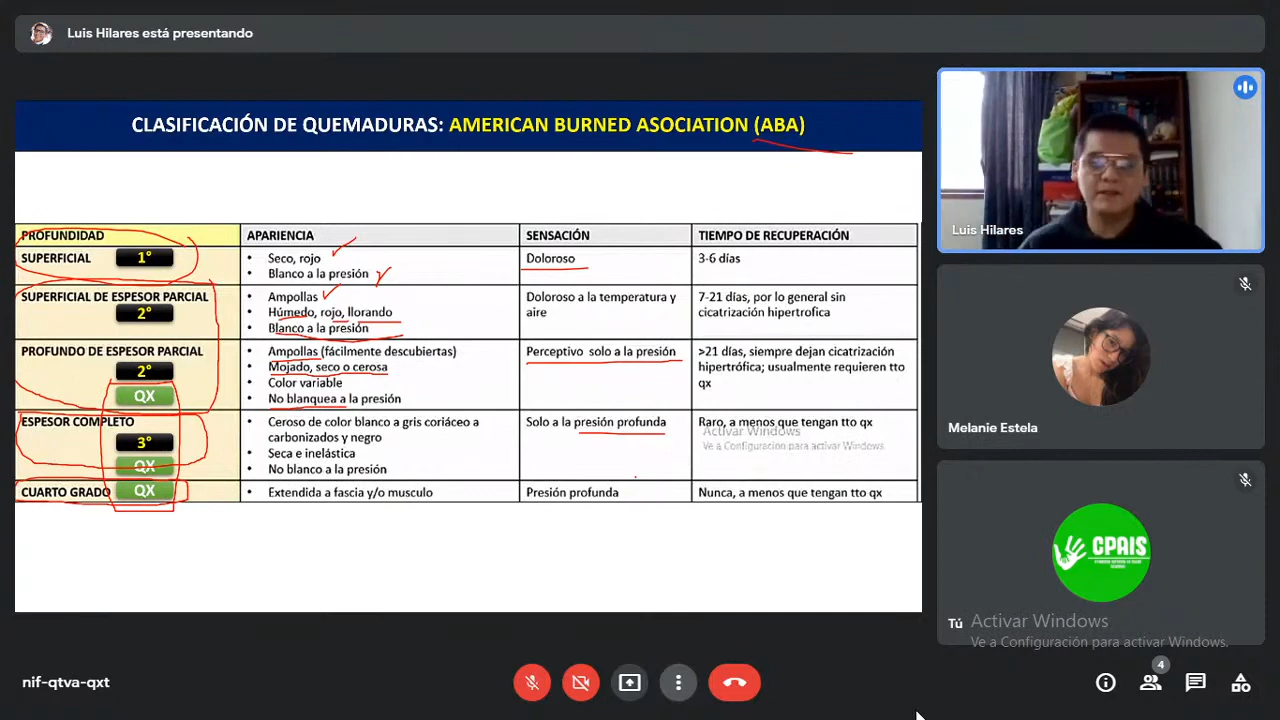 Luis Hilares está presentando
CLASIFICACIÓN DE QUEMADURAS: AMERICAN BURNED ASOCIATION (ABA)
PROFUNDIDAD
APARIENCIA
SENSACIÓN
TIEMPO DE RECUPERACIÓN
SUPERFICIAL 1°
• Seco, rojo
• Blanco a la presión
Doloroso
3-6 días
SUPERFICIAL DE ESPESOR PARCIAL
2°
• Ampollas
• Húmedo, rojo, llorando
• Blanco a la presión
Doloroso a la temperatura y
aire
7-21 días, por lo general sin
cicatrización hipertrofica
PROFUNDO DE ESPESOR PARCIAL
2°
QX
• Ampollas (fácilmente descubiertas)
• Mojado, seco o cerosa
• Color variable
• No blanquea a la presión
Perceptivo solo a la presión
>21 días, siempre dejan cicatrización
hipertrófica; usualmente requieren tto
qx
ESPESOR COMPLETO
3°
QX
• Ceroso de color blanco a gris coriáceo a
carbonizados y negro
• Seca e inelástica
• No blanco a la presión
Solo a la presión profunda
Raro, a menos que tengan tto qx
Activar Windows
Ve a Configuración para activar Windows.
CUARTO GRADO QX
• Extendida a fascia y/o musculo
Presión profunda
Nunca, a menos que tengan tto qx
Luis Hilares
Melanie Estela
CPAIS
Tú
Activar Windows
Ve a Configuración para activar Windows.
nif-qtva-qxt
4